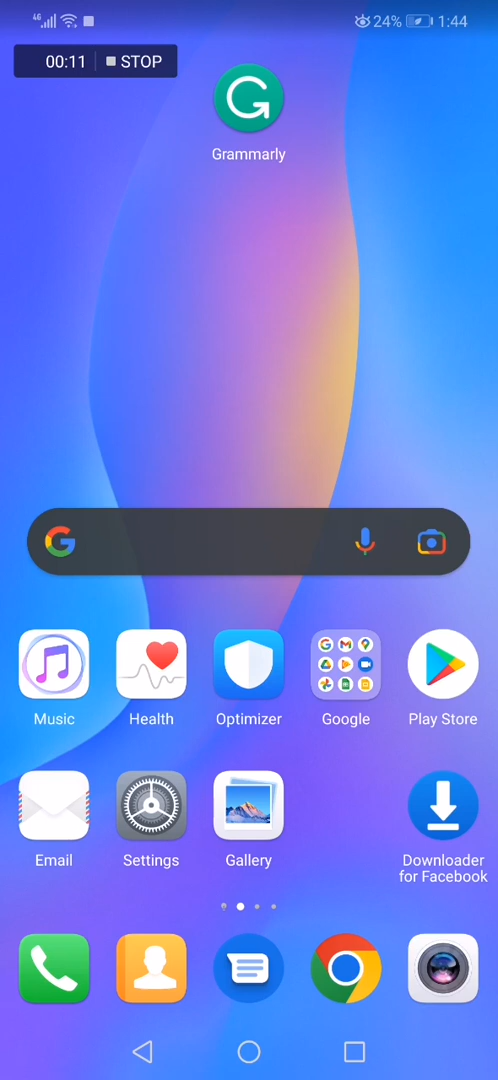 4G 24% 1:44
00:11 STOP
Grammarly
Music Health Optimizer Google Play Store
Email Settings Gallery Downloader
for Facebook